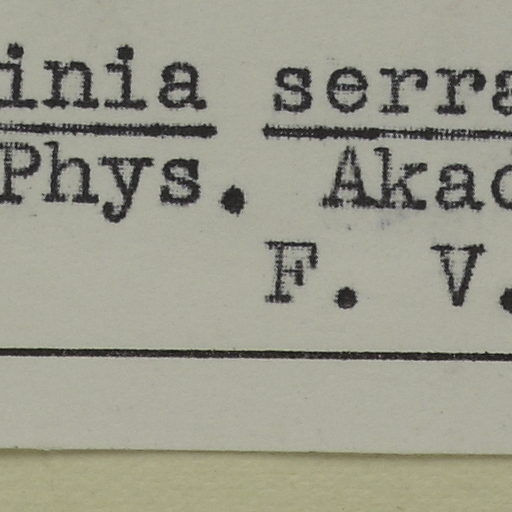 inia serra
Phys. Akad
F. V.